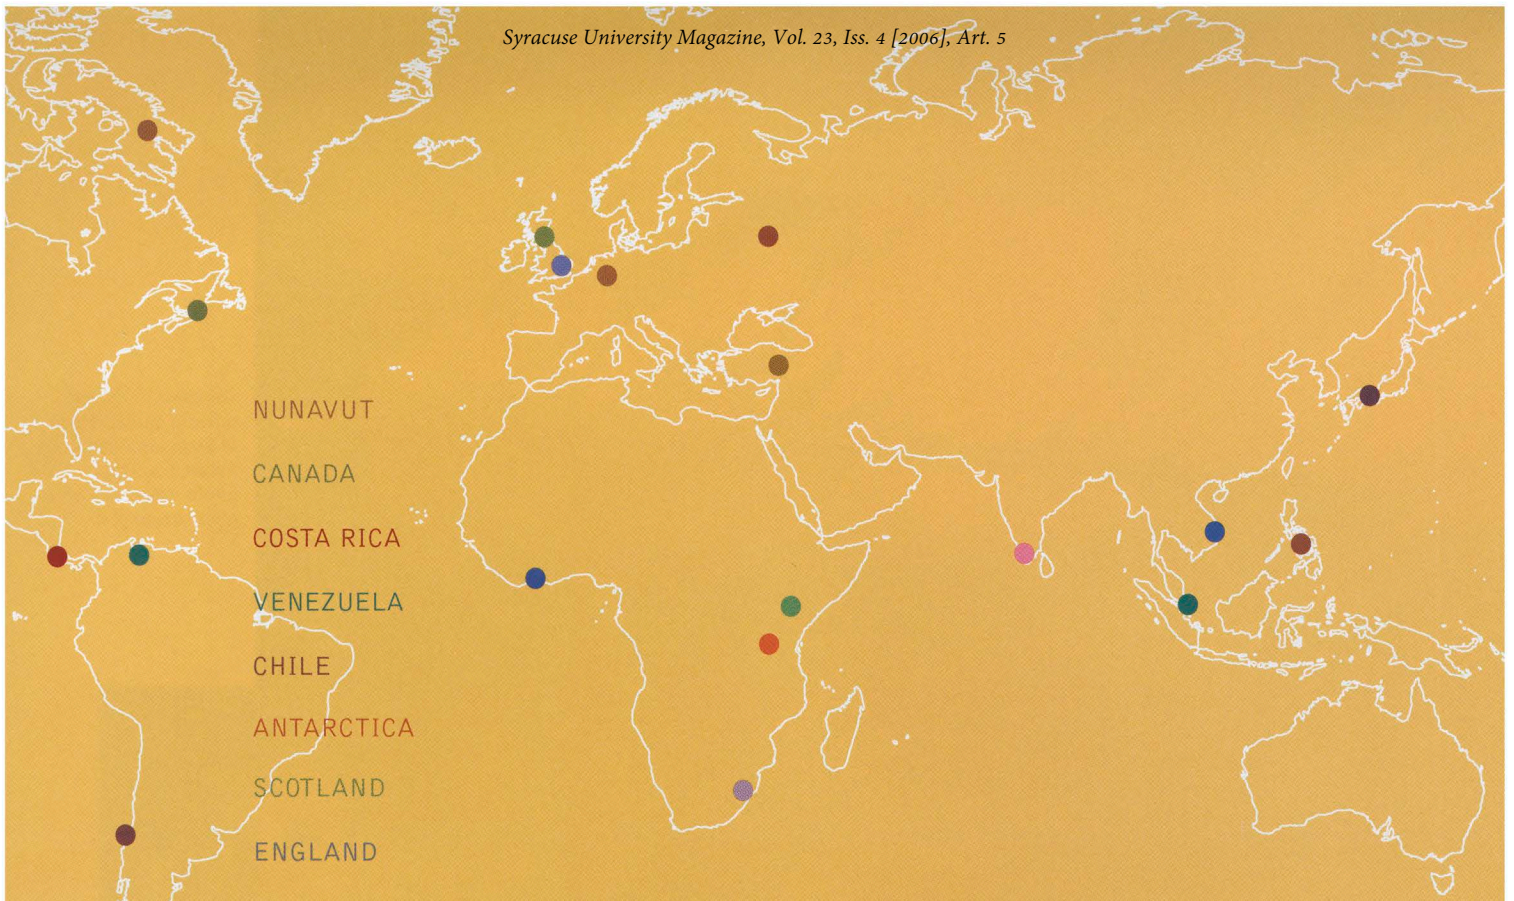 Syracuse University Magazine, Vol. 23, Iss. 4 [2006], Art. 5
NUNAVUT
CANADA
COSTA RICA
VENEZUELA
CHILE
ANTARCTICA
SCOTLAND
ENGLAND